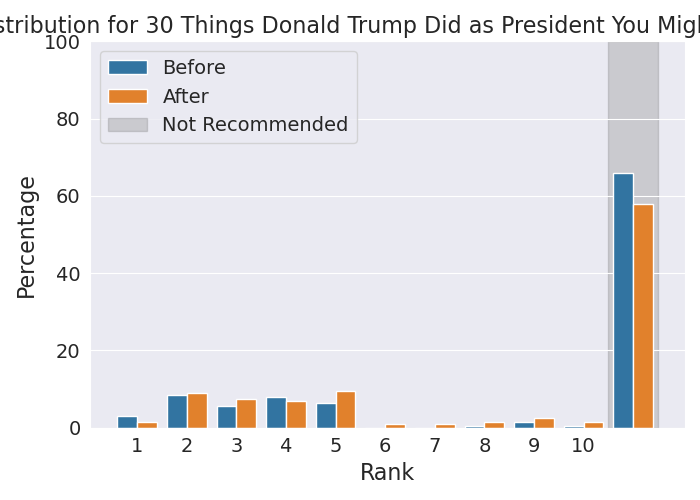 stribution for 30 Things Donald Trump Did as President You Migh
100
80
60
40
20
0
Percentage
Before
After
Not Recommended
1 2 3 4 5 6 7 8 9 10
Rank